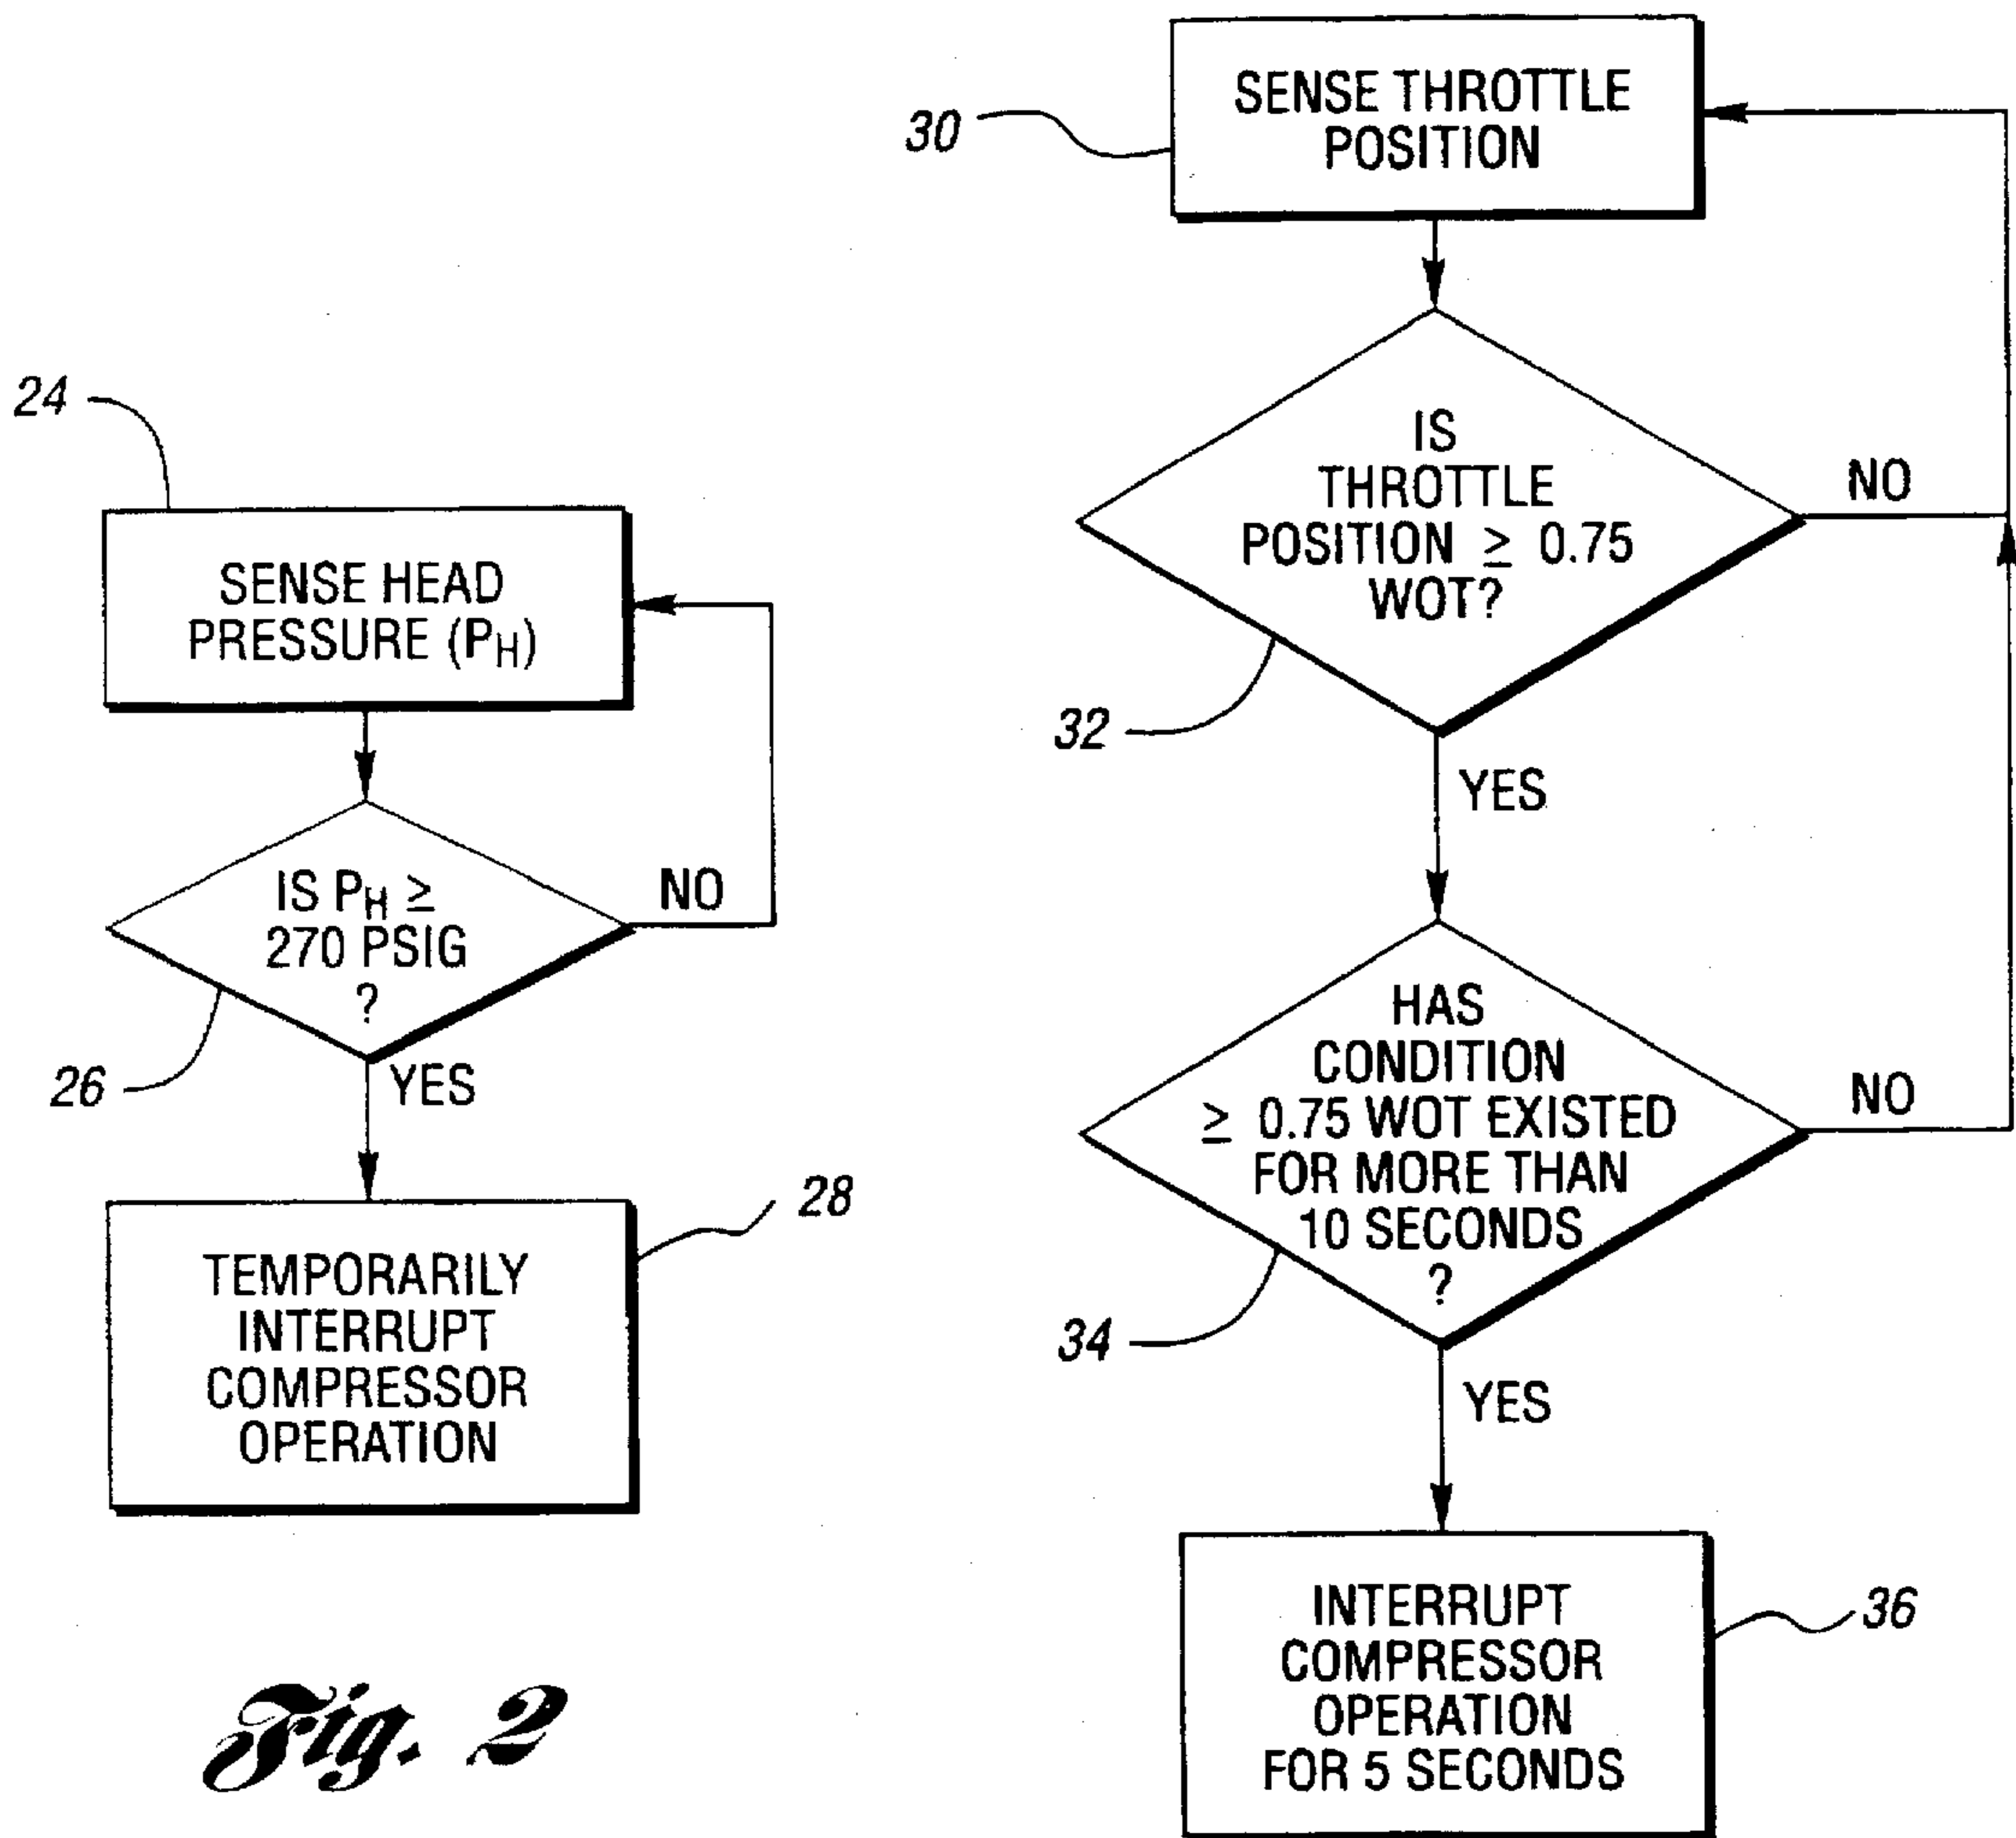 24
SENSE HEAD
PRESSURE (PH)
IS PH ≥
270 PSIG
?
NO
26
YES
28
TEMPORARILY
INTERRUPT
COMPRESSOR
OPERATION
Fig. 2
30
SENSE THROTTLE
POSITION
IS
THROTTLE
POSITION ≥ 0.75
WOT?
NO
32
YES
HAS
CONDITION
≥ 0.75 WOT EXISTED
FOR MORE THAN
10 SECONDS
?
NO
34
YES
36
INTERRUPT
COMPRESSOR
OPERATION
FOR 5 SECONDS